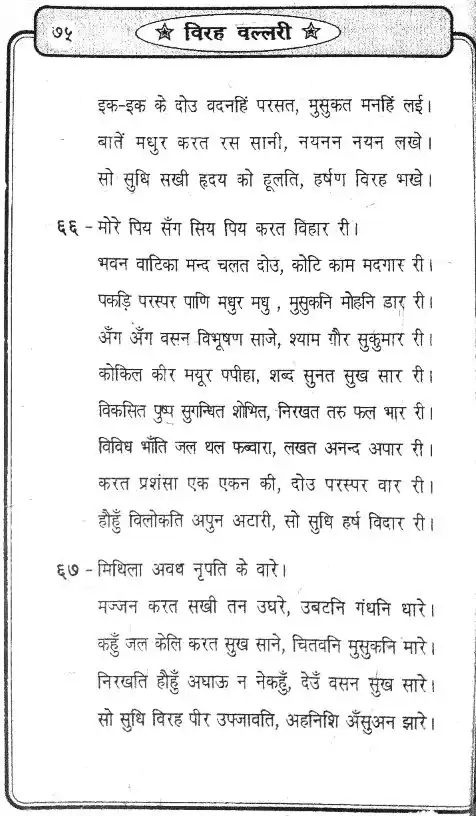 ७५
☆ विरह वल्लरी ☆
इक-इक के दोउ वदनहिं परसत, मुसुकत मनहिं लई।
बातें मधुर करत रस सानी, नयनन नयन लखे।
सो सुधि सखी हृदय को हूलति, हर्षण विरह भखे।
६६ - मोरे पिय सँग सिय पिय करत विहार री।
भवन वाटिका मन्द चलत दोउ, कोटि काम मदगार री।
पकड़ि परस्पर पाणि मधुर मधु , मुसुकनि मोहनि डार री।
अँग अँग वसन विभूषण साजे, श्याम गौर सुकुमार री।
कोकिल कीर मयूर पपीहा, शब्द सुनत सुख सार री।
विकसित पुष्प सुगन्धित शोभित, निरखत तरु फल भार री।
विविध भाँति जल थल फब्वारा, लखत अनन्द अपार री।
करत प्रशंसा एक एकन की, दोउ परस्पर वार री।
हौहुँ विलोकति अपुन अटारी, सो सुधि हर्ष विदार री।
६७ - मिथिला अवध नृपति के वारे।
मज्जन करत सखी तन उघरे, उबटनि गंधनि धारे।
कहुँ जल केलि करत सुख साने, चितवनि मुसुकनि मारे।
निरखति हौहुँ अघाऊ न नेकहुँ, देउँ वसन सुख सारे।
सो सुधि विरह पीर उपजावति, अहनिशि अँसुअन झारे।